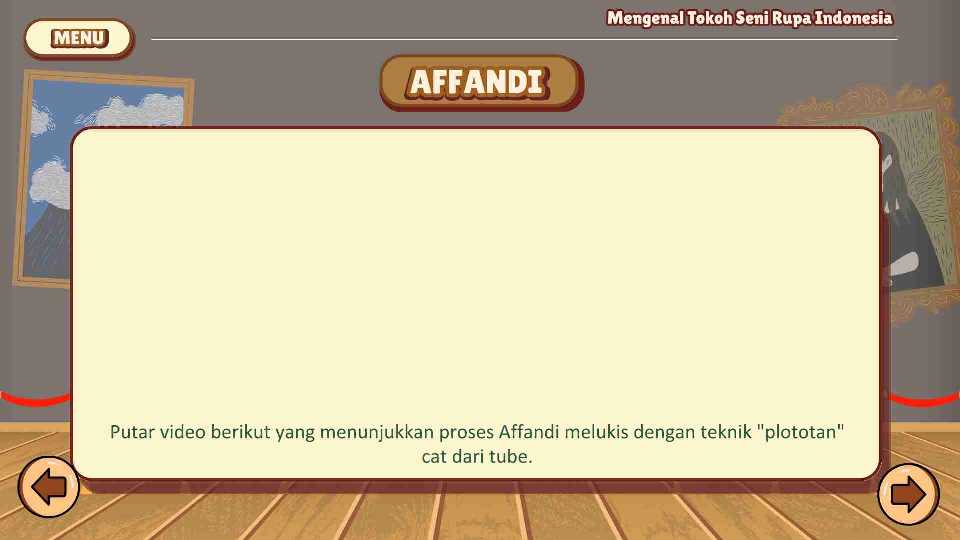 Mengenal Tokoh Seni Rupa Indonesia
MENU
AFFANDI
Putar video berikut yang menunjukkan proses Affandi melukis dengan teknik "plototan"
cat dari tube.